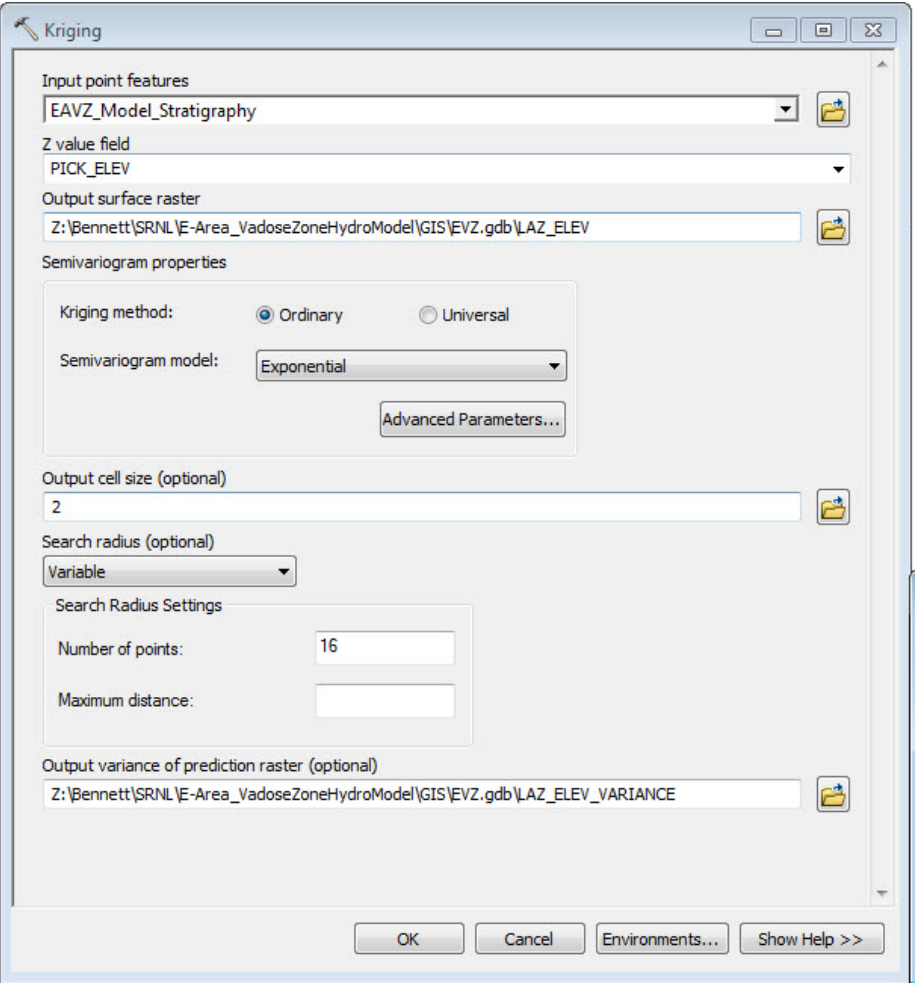 Kriging
Input point features
EAVZ_Model_Stratigraphy
Z value field
PICK_ELEV
Output surface raster
Z:\Bennett\SRNL\E-Area_VadoseZoneHydroModel\GIS\EVZ.gdb\LAZ_ELEV
Semivariogram properties
Kriging method: Ordinary Universal
Semivariogram model: Exponential
Advanced Parameters...
Output cell size (optional)
2
Search radius (optional)
Variable
Search Radius Settings
Number of points: 16
Maximum distance:
Output variance of prediction raster (optional)
Z:\Bennett\SRNL\E-Area_VadoseZoneHydroModel\GIS\EVZ.gdb\LAZ_ELEV_VARIANCE
OK Cancel Environments... Show Help >>